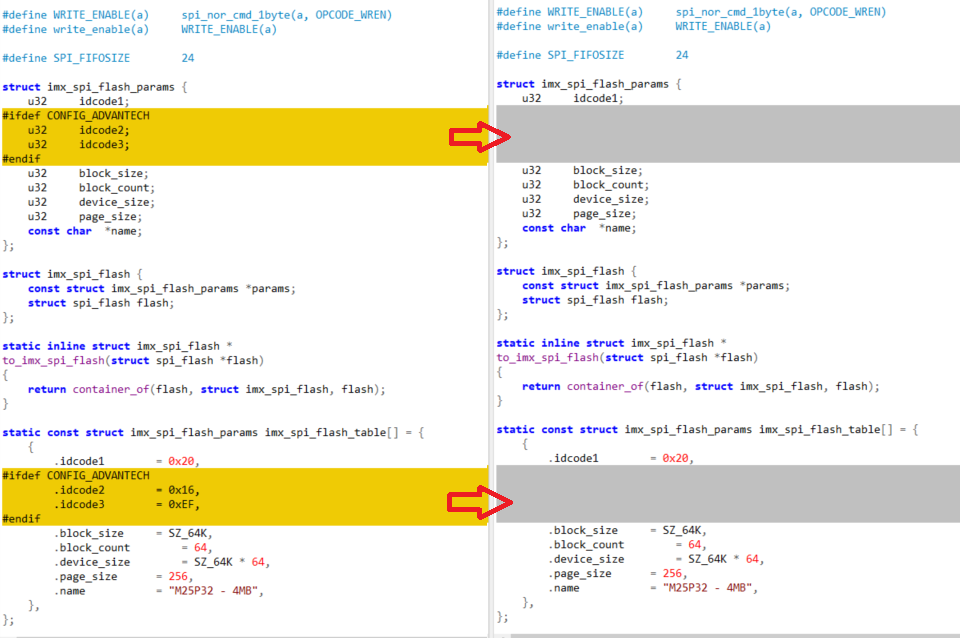 #define WRITE_ENABLE(a)     spi_nor_cmd_1byte(a, OPCODE_WREN)
#define write_enable(a)     WRITE_ENABLE(a)
#define SPI_FIFOSIZE        24
struct imx_spi_flash_params {
    u32     idcode1;
#ifdef CONFIG_ADVANTECH
    u32     idcode2;
    u32     idcode3;
#endif
    u32     block_size;
    u32     block_count;
    u32     device_size;
    u32     page_size;
    const char  *name;
};
struct imx_spi_flash {
    const struct imx_spi_flash_params *params;
    struct spi_flash flash;
};
static inline struct imx_spi_flash *
to_imx_spi_flash(struct spi_flash *flash)
{
    return container_of(flash, struct imx_spi_flash, flash);
}
static const struct imx_spi_flash_params imx_spi_flash_table[] = {
    {
        .idcode1        = 0x20,
#ifdef CONFIG_ADVANTECH
        .idcode2        = 0x16,
        .idcode3        = 0xEF,
#endif
        .block_size     = SZ_64K,
        .block_count        = 64,
        .device_size        = SZ_64K * 64,
        .page_size      = 256,
        .name           = "M25P32 - 4MB",
    },
};
#define WRITE_ENABLE(a)     spi_nor_cmd_1byte(a, OPCODE_WREN)
#define write_enable(a)     WRITE_ENABLE(a)
#define SPI_FIFOSIZE        24
struct imx_spi_flash_params {
    u32     idcode1;
    u32     block_size;
    u32     block_count;
    u32     device_size;
    u32     page_size;
    const char  *name;
};
struct imx_spi_flash {
    const struct imx_spi_flash_params *params;
    struct spi_flash flash;
};
static inline struct imx_spi_flash *
to_imx_spi_flash(struct spi_flash *flash)
{
    return container_of(flash, struct imx_spi_flash, flash);
}
static const struct imx_spi_flash_params imx_spi_flash_table[] = {
    {
        .idcode1        = 0x20,
        .block_size     = SZ_64K,
        .block_count        = 64,
        .device_size        = SZ_64K * 64,
        .page_size      = 256,
        .name           = "M25P32 - 4MB",
    },
};